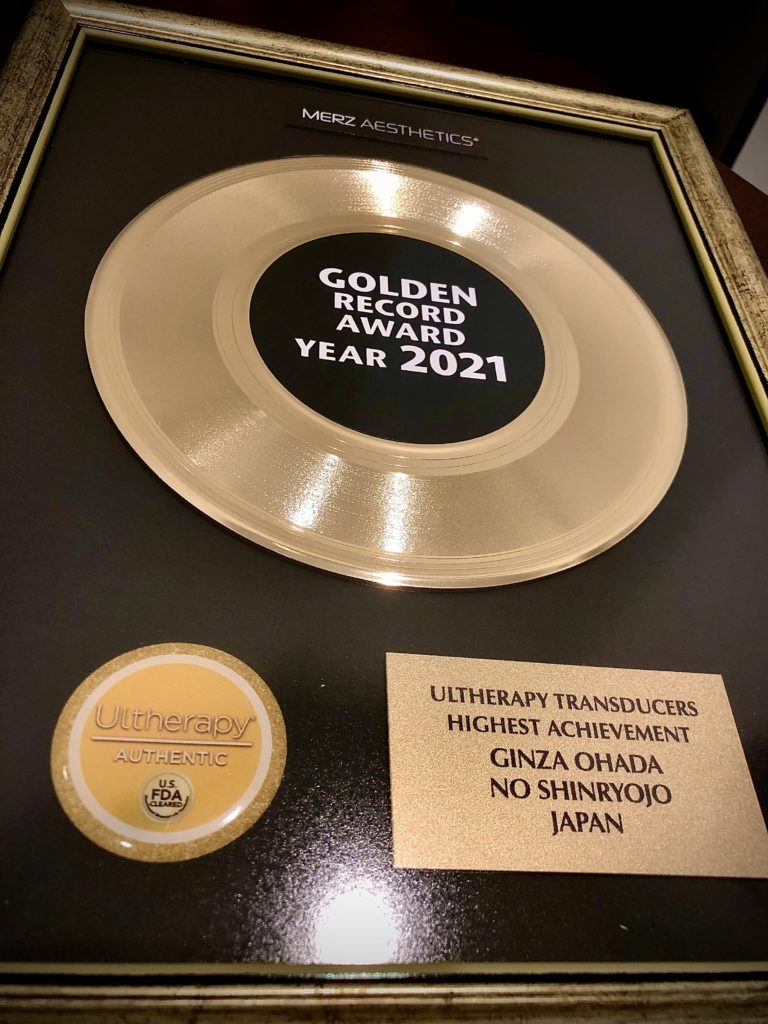 MERZ AESTHETICS®
GOLDEN
RECORD
AWARD
YEAR 2021
Ultherapy®
AUTHENTIC
U.S.
FDA
CLEARED
ULTHERAPY TRANSDUCERS
HIGHEST ACHIEVEMENT
GINZA OHADA
NO SHINRYOJO
JAPAN